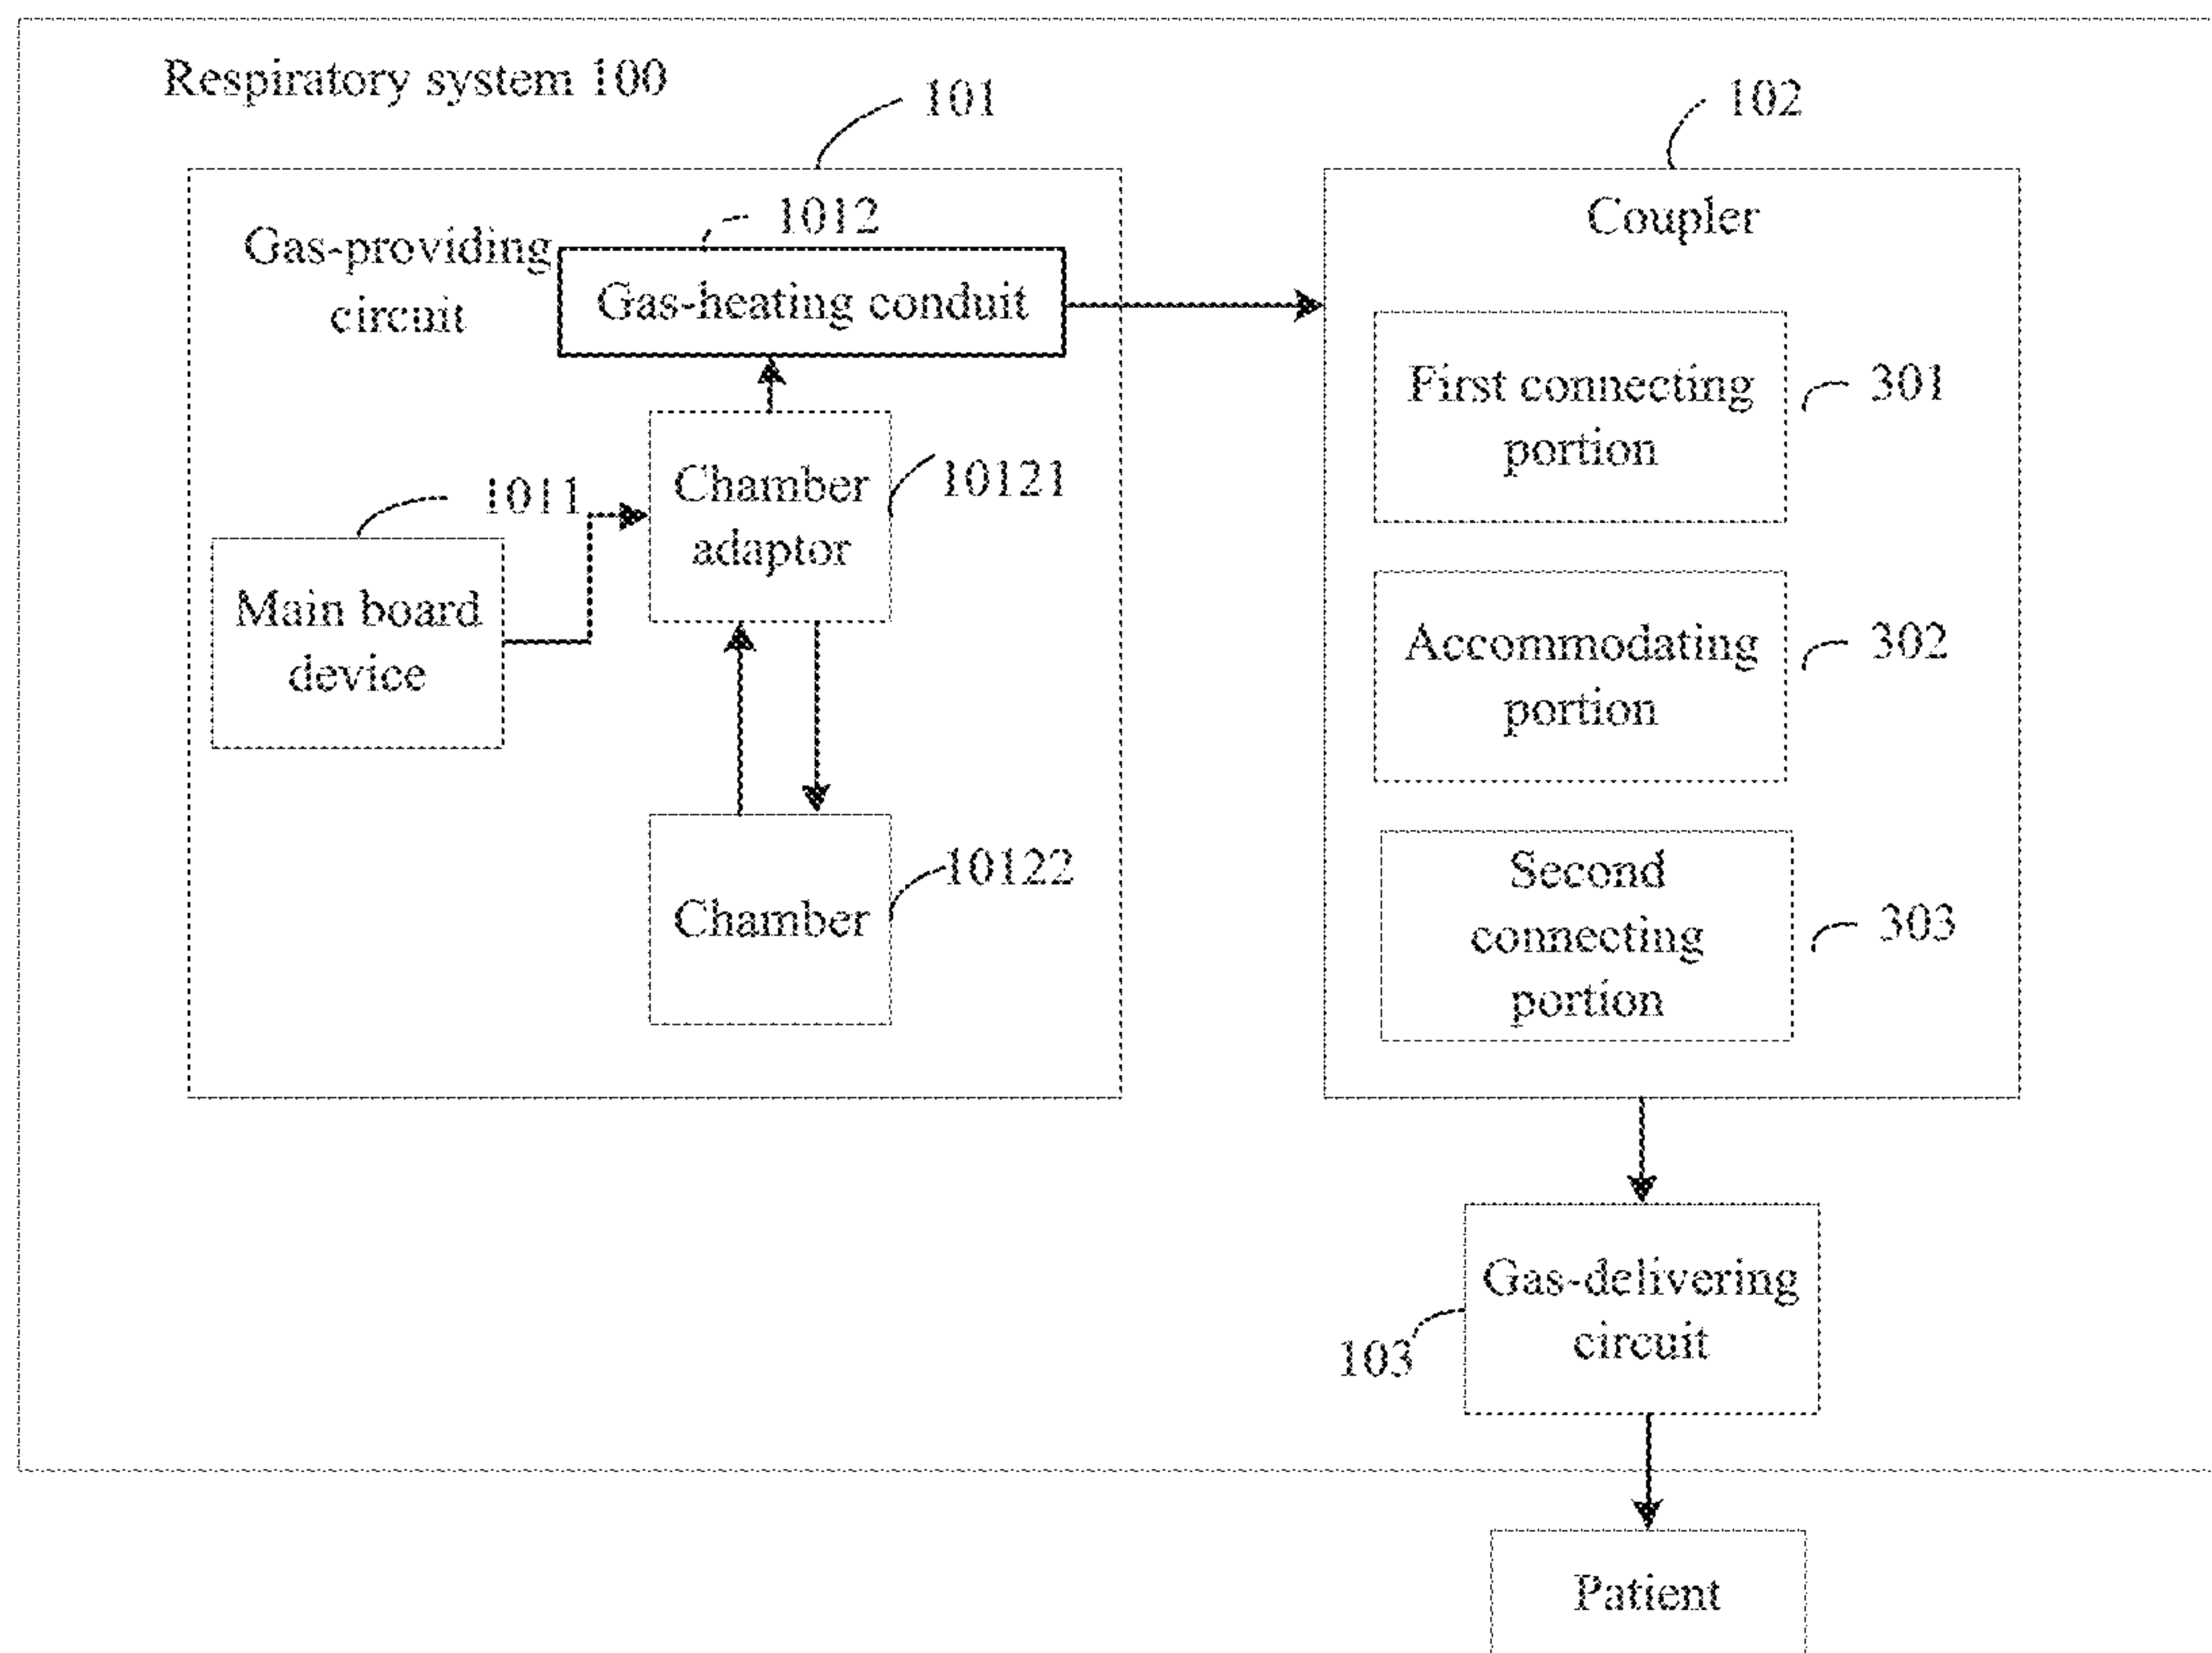 Respiratory system 100
101
102
Gas-providing
circuit
1012
Gas-heating conduit
Coupler
First connecting
portion
301
Chamber
adaptor
10121
1011
Main board
device
Accommodating
portion
302
Chamber
10122
Second
connecting
portion
303
Gas-delivering
circuit
103
Patient